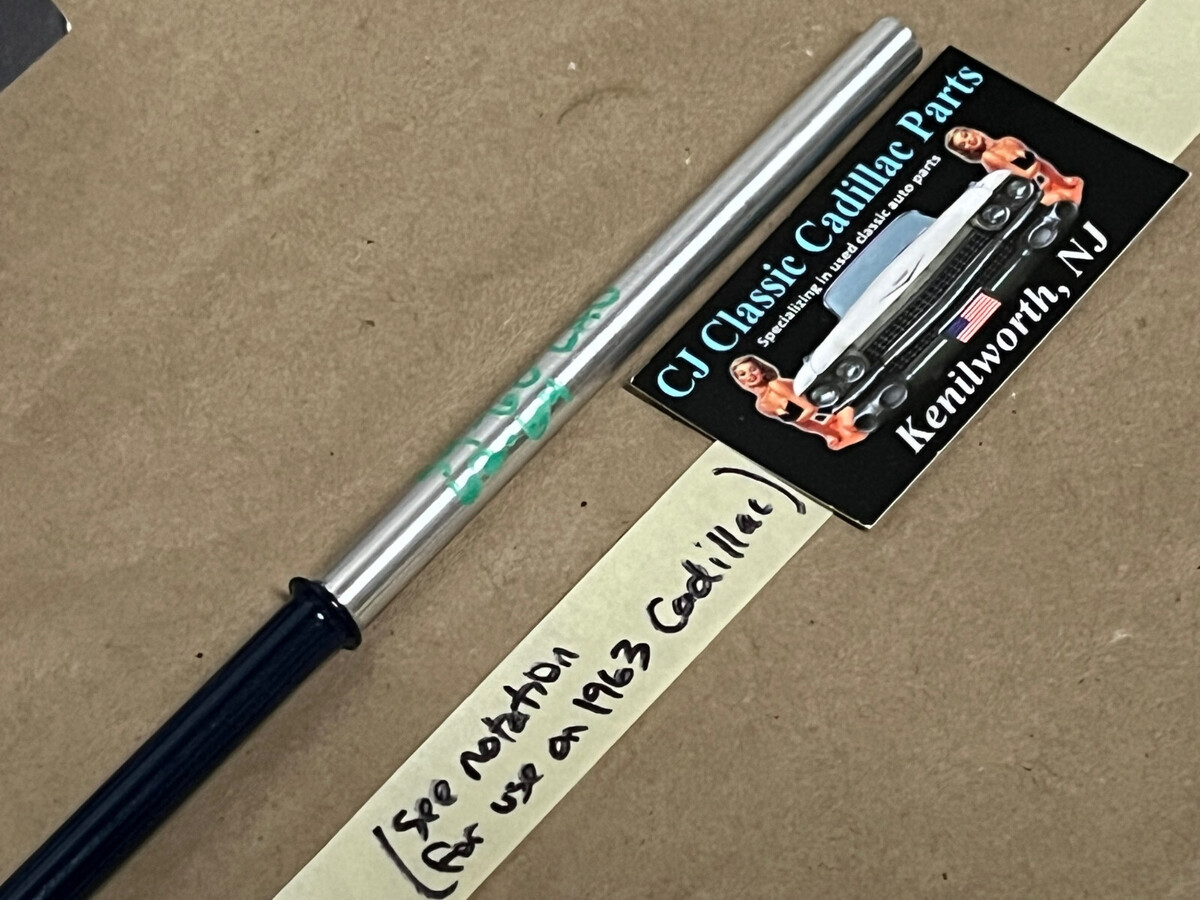 CJ Classic Cadillac Parts
Specializing in used classic auto parts
Kenilworth, NJ
(See notation
for use on 1963 Cadillac)